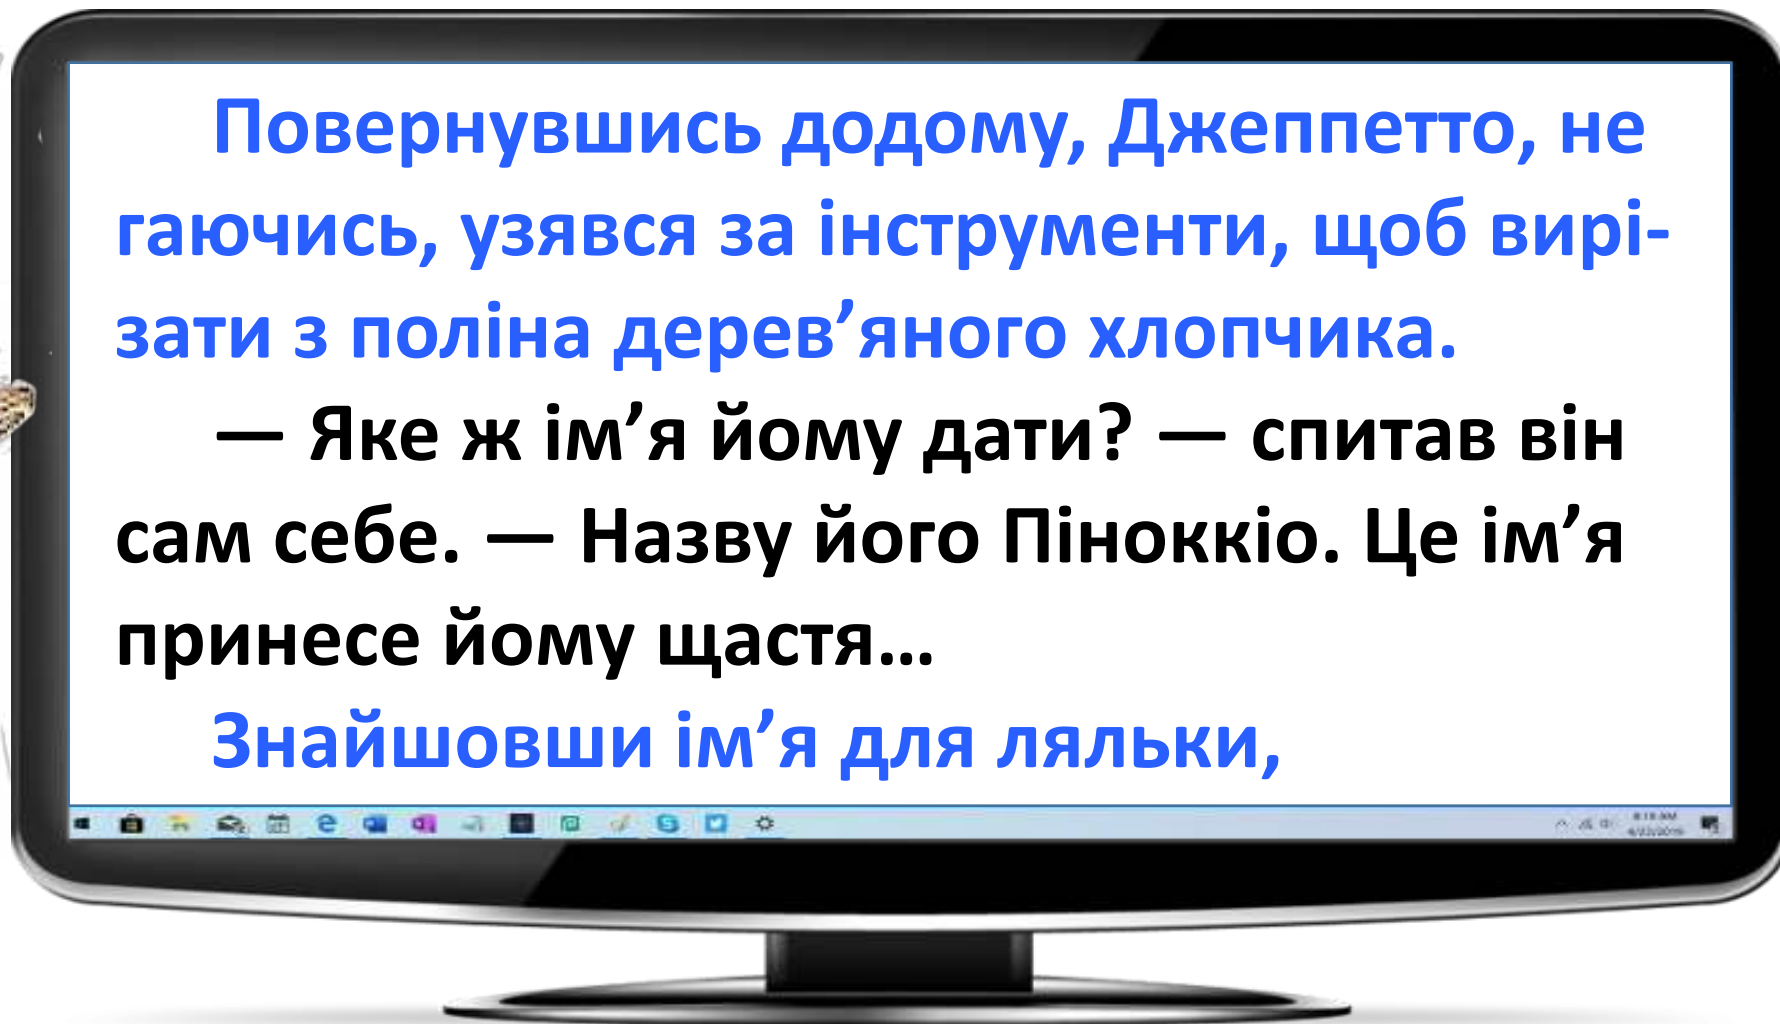 Повернувшись додому, Джеппетто, не
гаючись, узявся за інструменти, щоб вирі-
зати з поліна дерев’яного хлопчика.
— Яке ж ім’я йому дати? — спитав він
сам себе. — Назву його Піноккіо. Це ім’я
принесе йому щастя...
Знайшовши ім’я для ляльки,